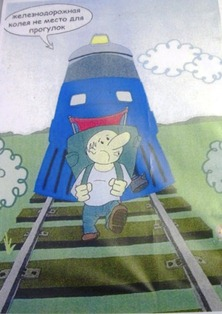 железнодорожная
колея не место для
прогулок